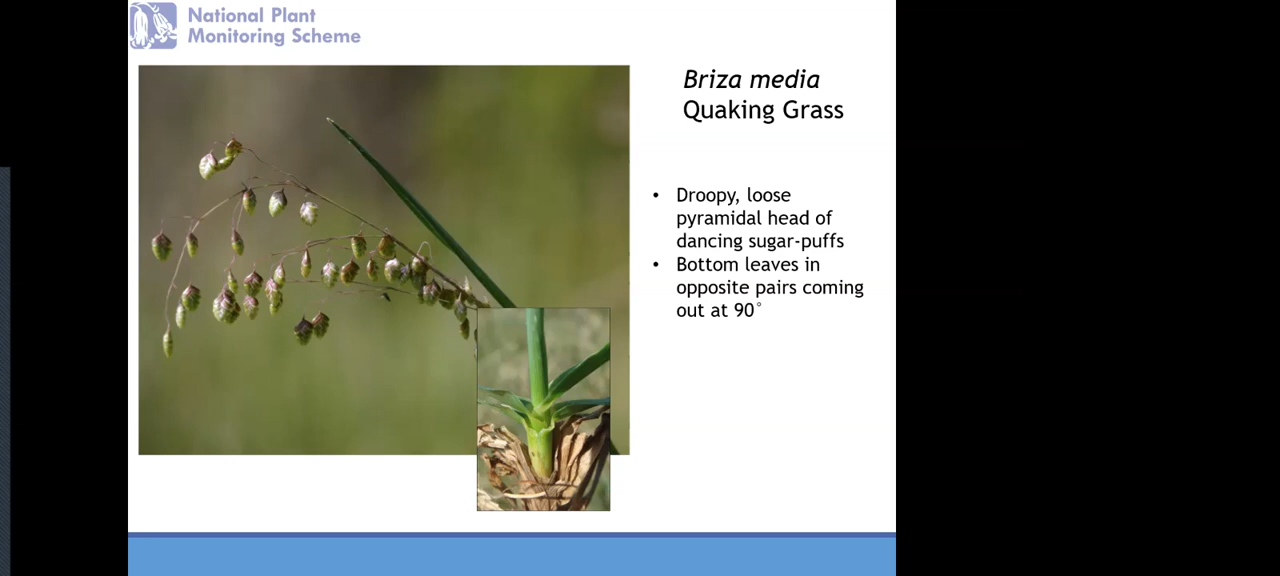 National Plant
Monitoring Scheme
Briza media
Quaking Grass
• Droopy, loose
pyramidal head of
dancing sugar-puffs
• Bottom leaves in
opposite pairs coming
out at 90°